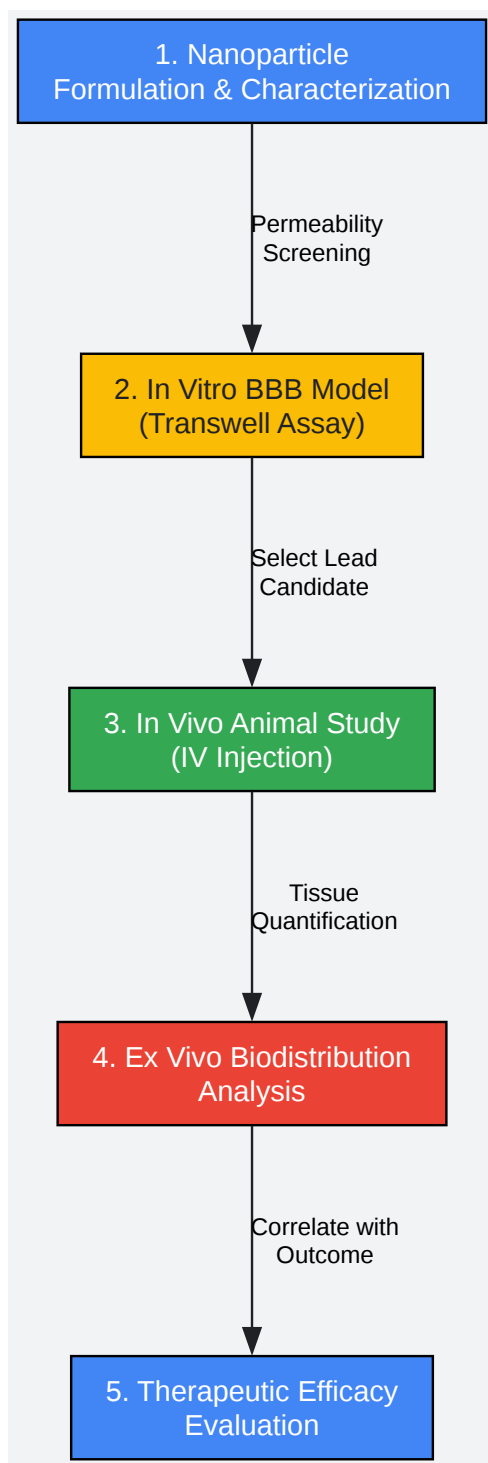 1. Nanoparticle
Formulation & Characterization
Permeability
Screening
2. In Vitro BBB Model
(Transwell Assay)
Select Lead
Candidate
3. In Vivo Animal Study
(IV Injection)
Tissue
Quantification
4. Ex Vivo Biodistribution
Analysis
Correlate with
Outcome
5. Therapeutic Efficacy
Evaluation